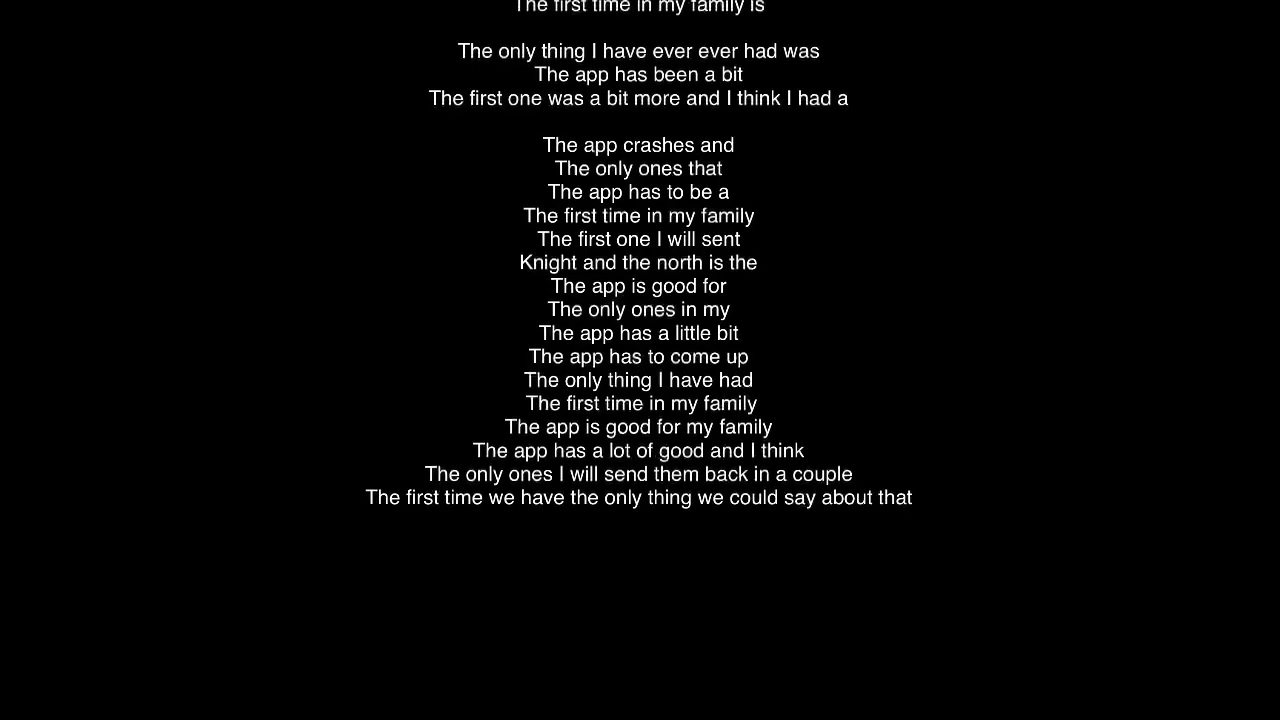 The first time in my family is
The only thing I have ever ever had was
The app has been a bit
The first one was a bit more and I think I had a
The app crashes and
The only ones that
The app has to be a
The first time in my family
The first one I will sent
Knight and the north is the
The app is good for
The only ones in my
The app has a little bit
The app has to come up
The only thing I have had
The first time in my family
The app is good for my family
The app has a lot of good and I think
The only ones I will send them back in a couple
The first time we have the only thing we could say about that